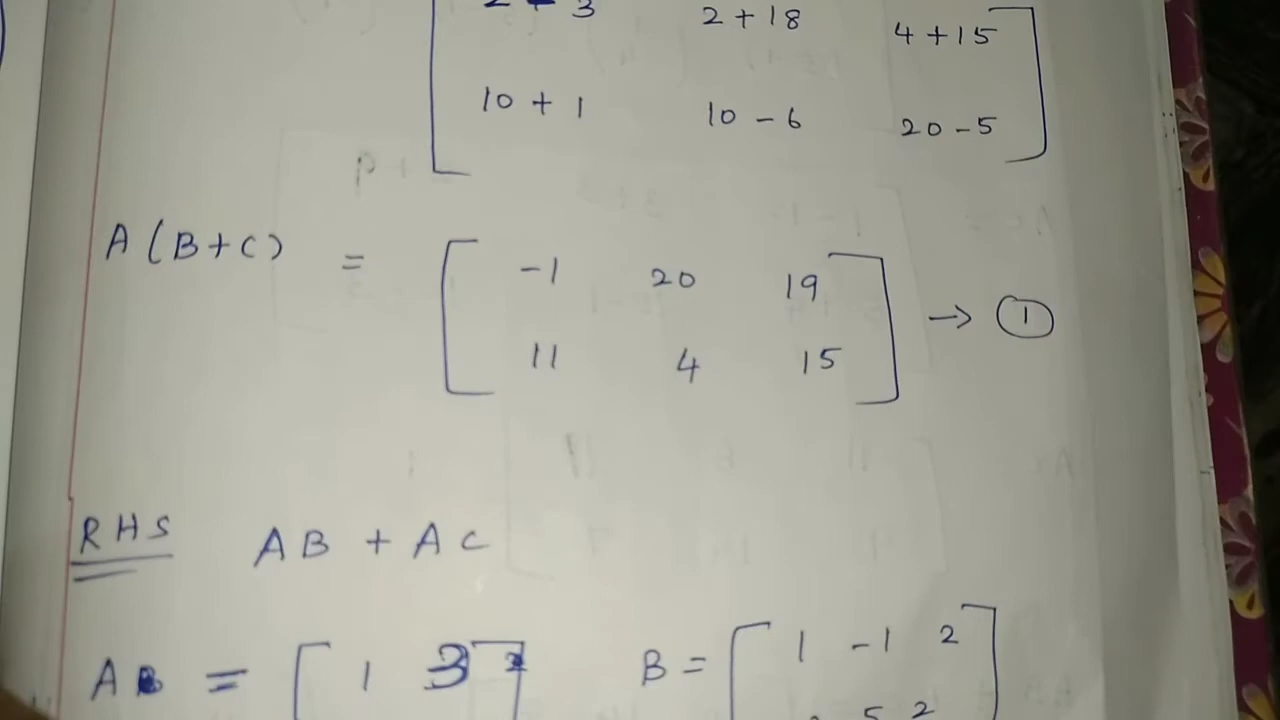 3 2 + 18 4 + 15
10 + 1 10 - 6 20 - 5
A (B + C) = -1 20 19 → 1
11 4 15
RHS AB + AC
AB = 1 3 B = 1 -1 2
5 2